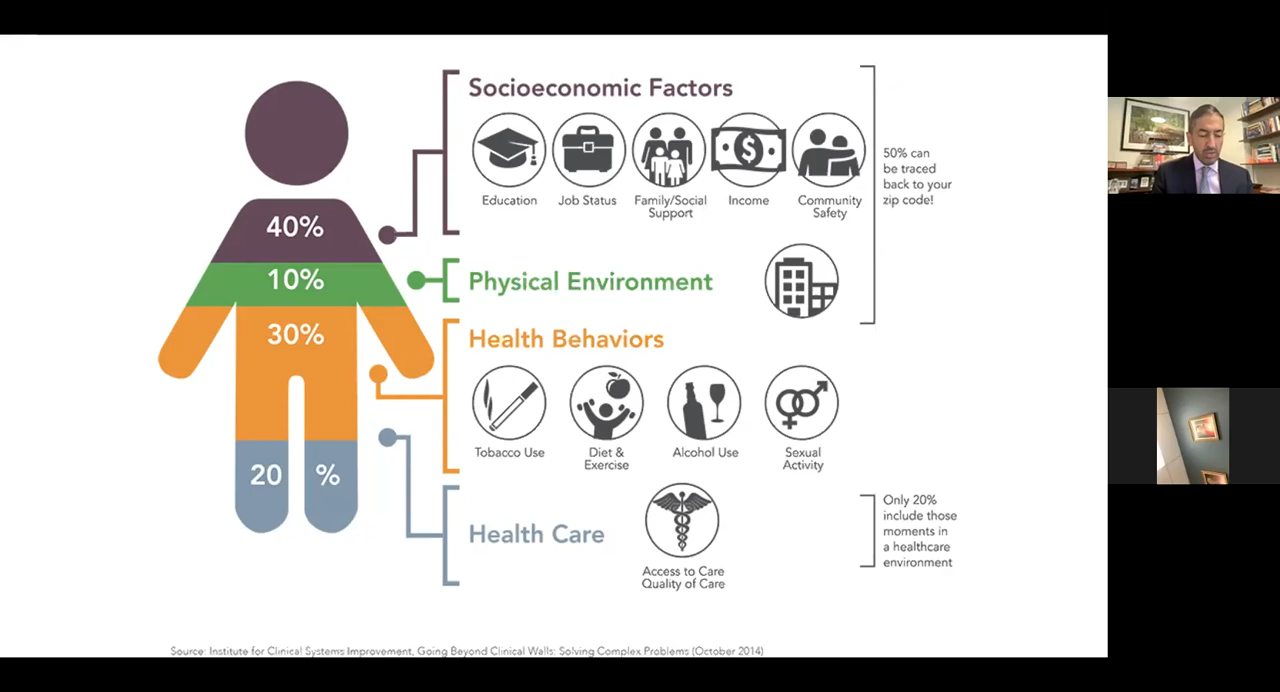 Socioeconomic Factors
Education
Job Status
Family/Social
Support
Income
Community
Safety
50% can
be traced
back to your
zip code!
40%
10%
Physical Environment
30%
Health Behaviors
Tobacco Use
Diet &
Exercise
Alcohol Use
Sexual
Activity
20 %
Health Care
Access to Care
Quality of Care
Only 20%
include those
moments in
a healthcare
environment
Source: Institute for Clinical Systems Improvement, Going Beyond Clinical Walls: Solving Complex Problems (October 2014)